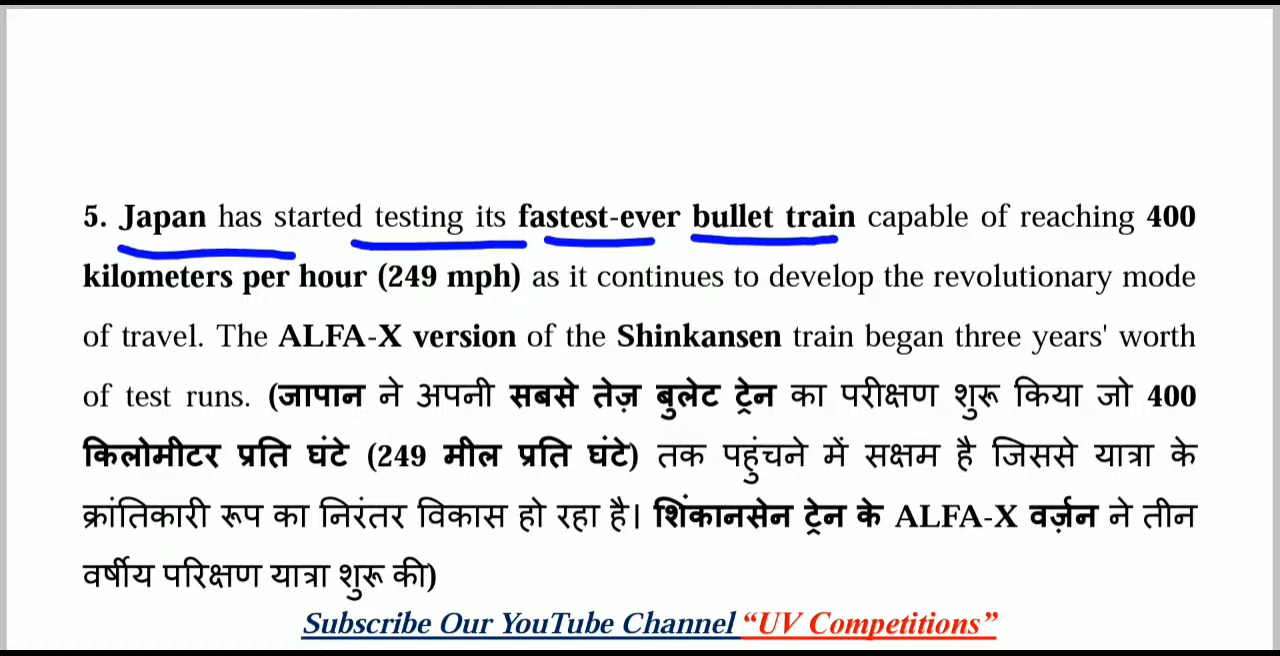 5. Japan has started testing its fastest-ever bullet train capable of reaching 400
kilometers per hour (249 mph) as it continues to develop the revolutionary mode
of travel. The ALFA-X version of the Shinkansen train began three years' worth
of test runs. (जापान ने अपनी सबसे तेज़ बुलेट ट्रेन का परीक्षण शुरू किया जो 400
किलोमीटर प्रति घंटे (249 मील प्रति घंटे) तक पहुंचने में सक्षम है जिससे यात्रा के
क्रांतिकारी रूप का निरंतर विकास हो रहा है। शिंकानसेन ट्रेन के ALFA-X वर्ज़न ने तीन
वर्षीय परिक्षण यात्रा शुरू की)
Subscribe Our YouTube Channel “UV Competitions”